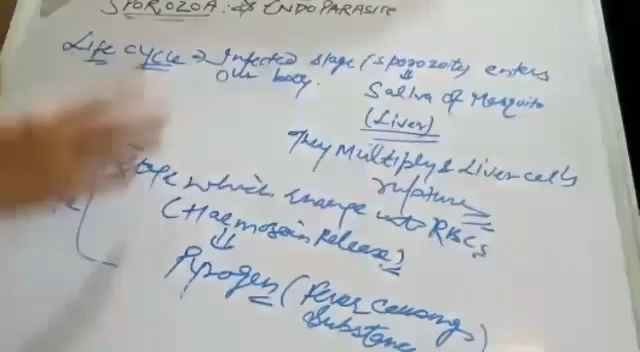 SPOROZOA: ENDOPARASITE
Life cycle → Infected stage (sporozoite) enters
Our body.
Saliva of Mosquito
(Liver)
They Multiply & Liver cells
rupture
which change into RBCs
(Haemozoin Release)
Pyrogen (Fever causing
Substance)